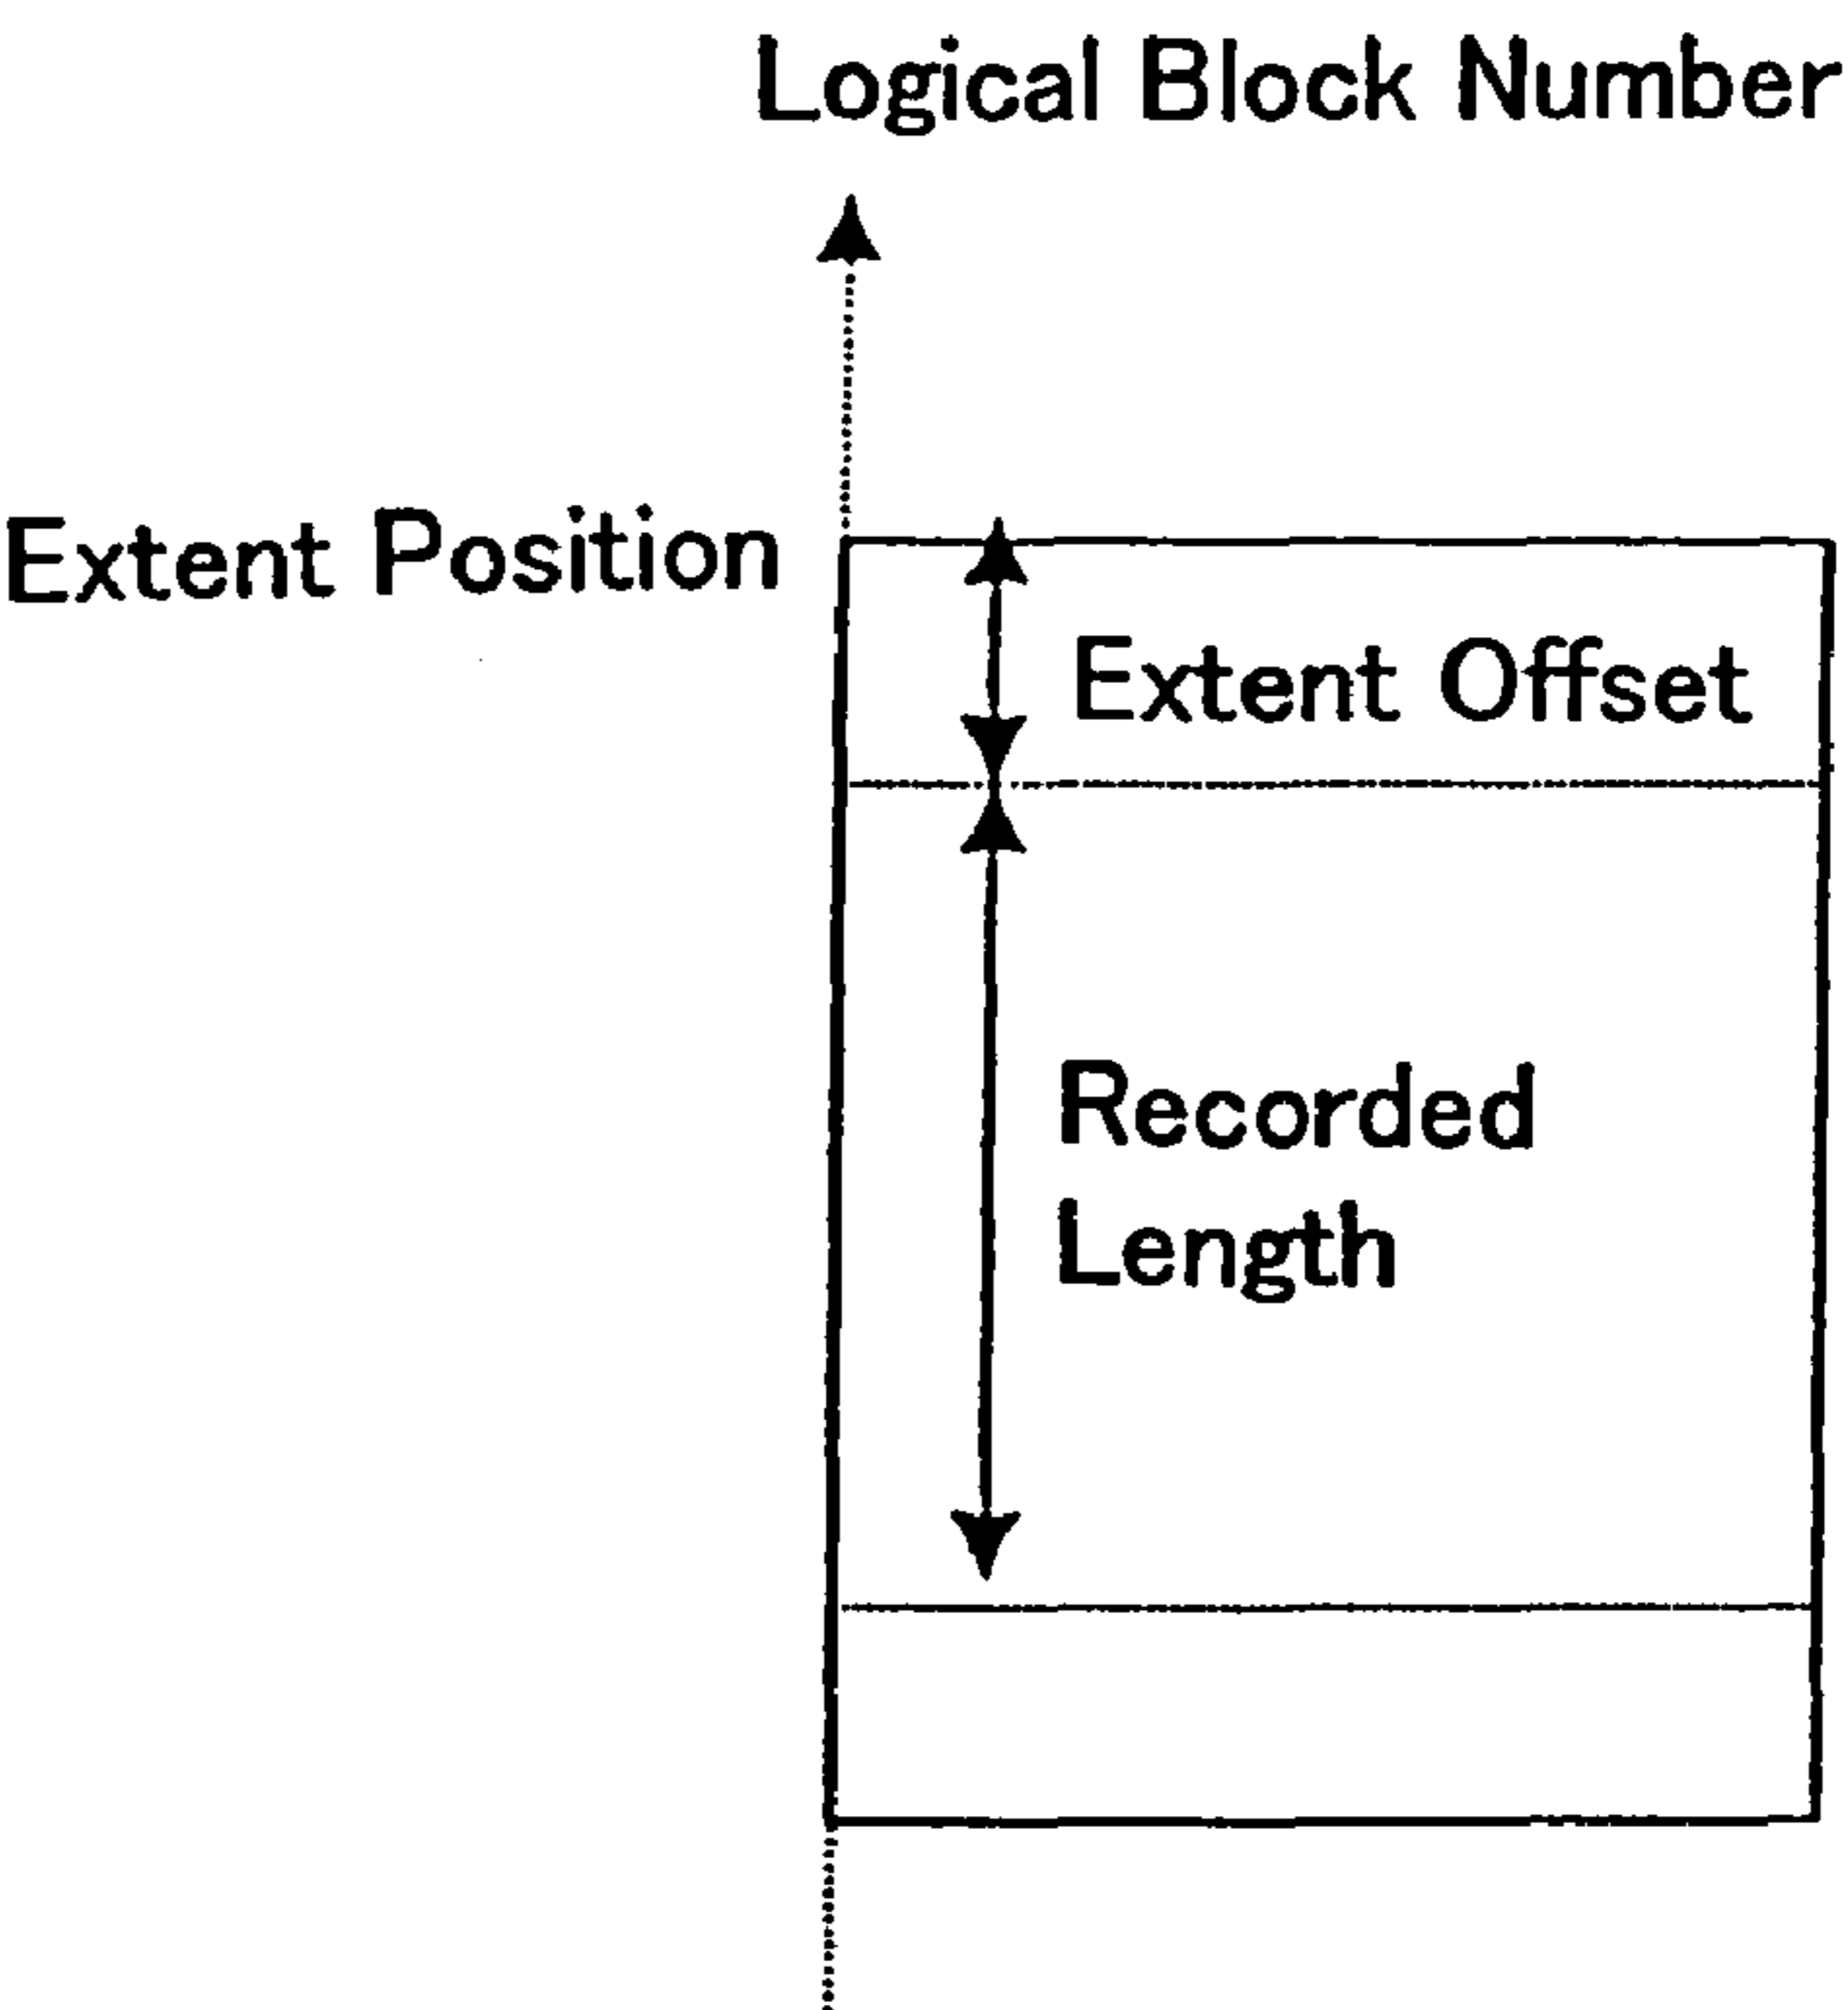 Logical Block Number
Extent Position
Extent Offset
Recorded
Length